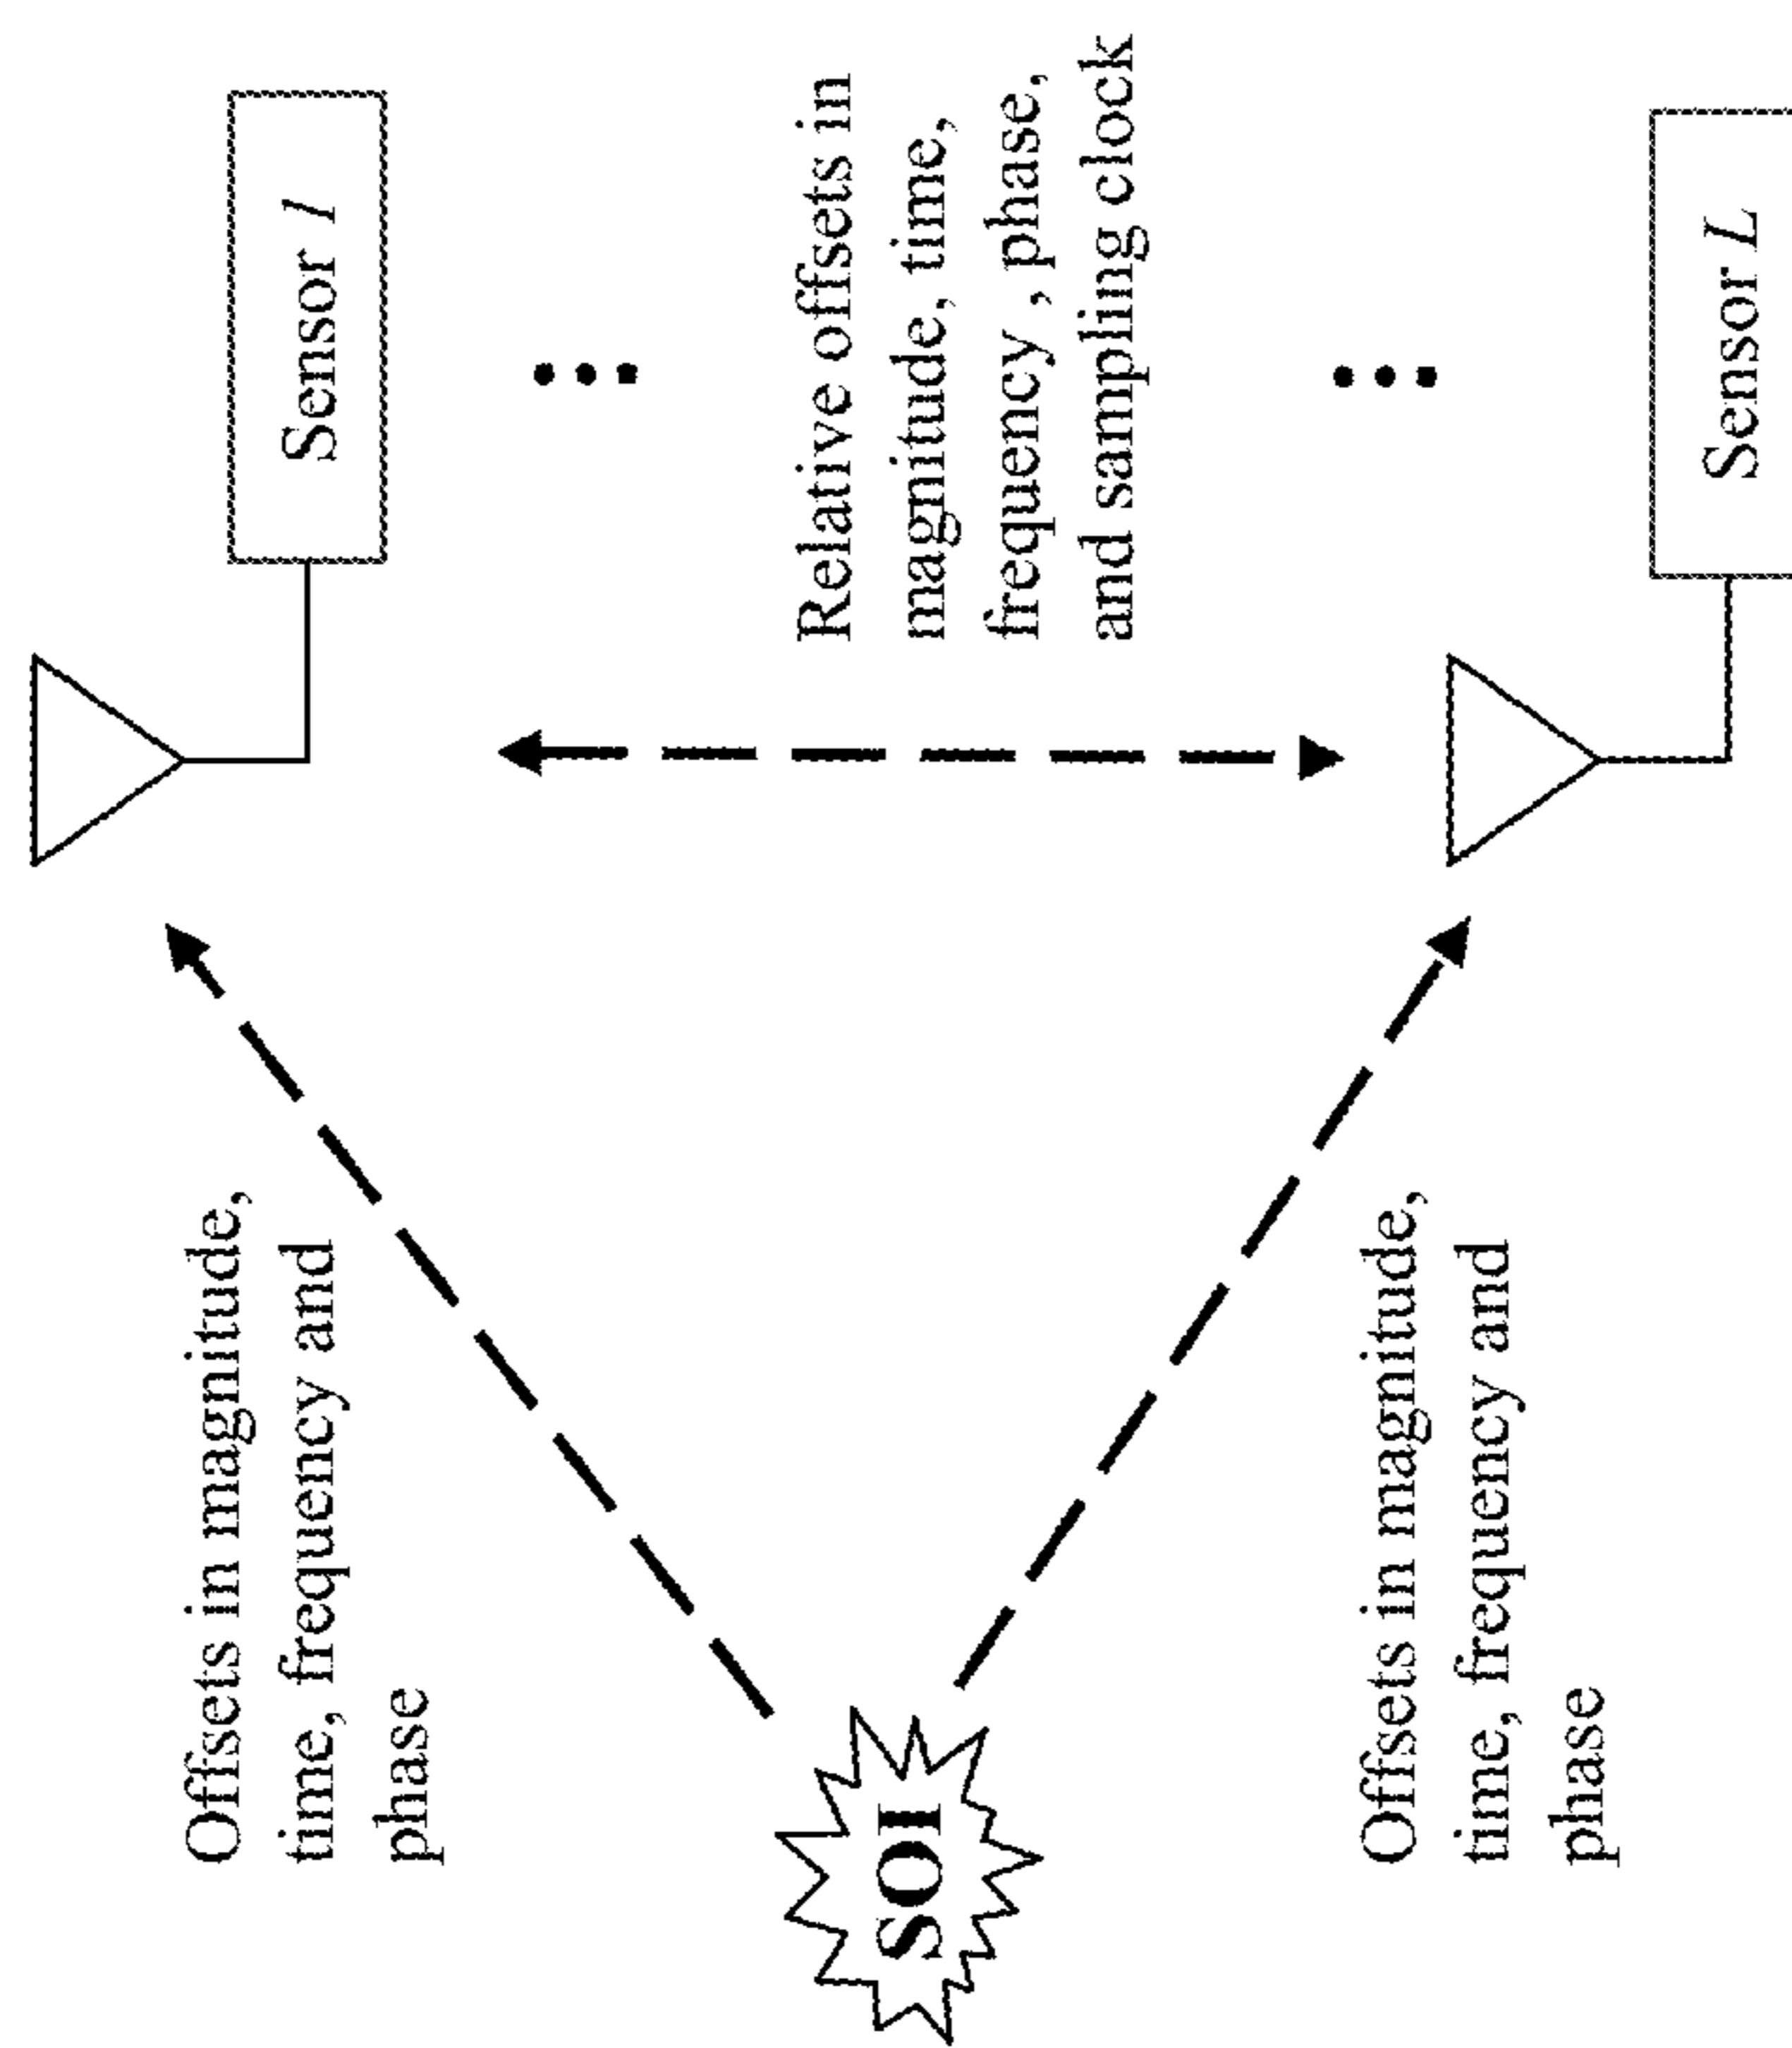 Offsets in magnitude,
time, frequency and
phase
Sensor l
SOI
Relative offsets in
magnitude, time,
frequency , phase,
and sampling clock
Offsets in magnitude,
time, frequency and
phase
Sensor L